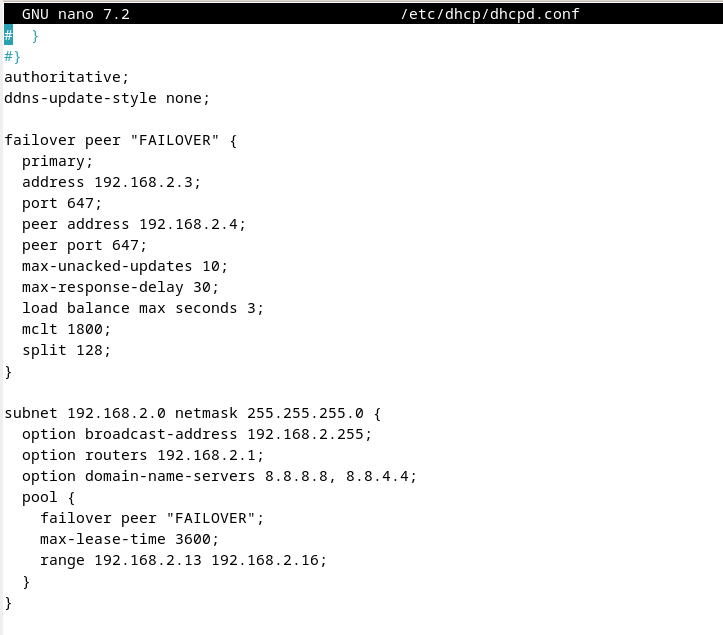 GNU nano 7.2 /etc/dhcp/dhcpd.conf
#  }
#}
authoritative;
ddns-update-style none;

failover peer "FAILOVER" {
  primary;
  address 192.168.2.3;
  port 647;
  peer address 192.168.2.4;
  peer port 647;
  max-unacked-updates 10;
  max-response-delay 30;
  load balance max seconds 3;
  mclt 1800;
  split 128;
}

subnet 192.168.2.0 netmask 255.255.255.0 {
  option broadcast-address 192.168.2.255;
  option routers 192.168.2.1;
  option domain-name-servers 8.8.8.8, 8.8.4.4;
  pool {
    failover peer "FAILOVER";
    max-lease-time 3600;
    range 192.168.2.13 192.168.2.16;
  }
}